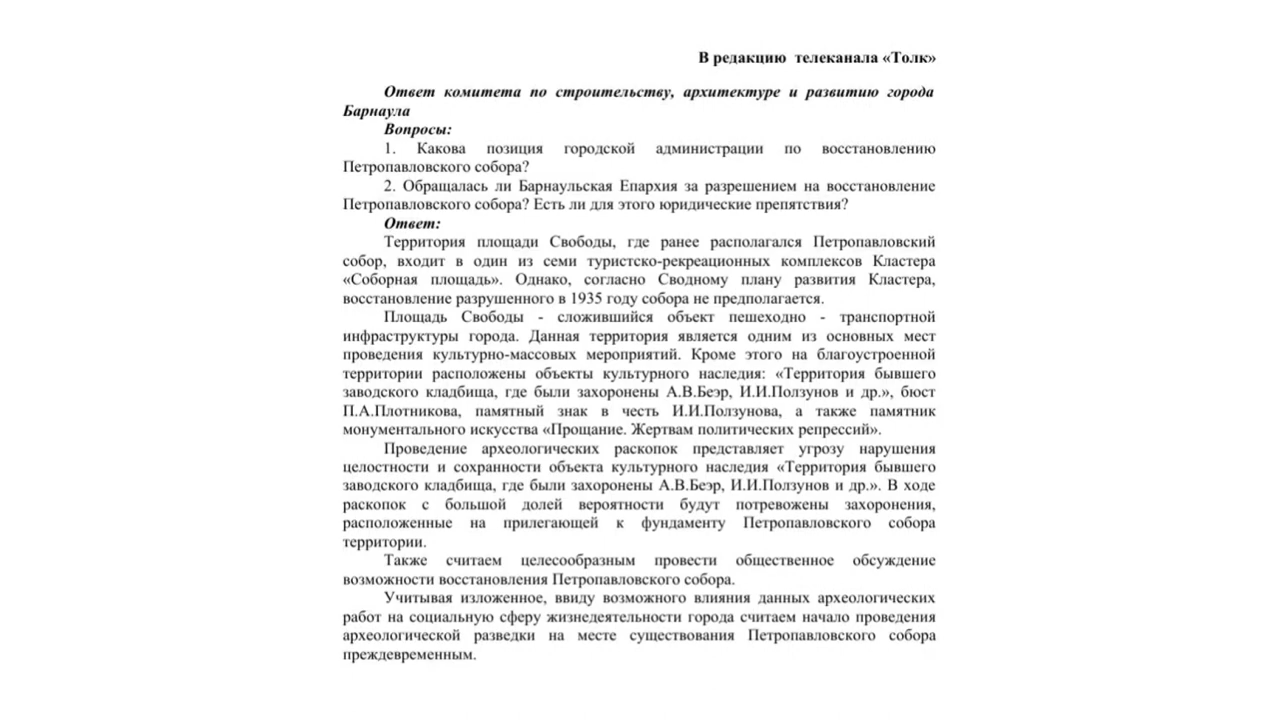 В редакцию телеканала «Толк»
Ответ комитета по строительству, архитектуре и развитию города
Барнаула
Вопросы:
1. Какова позиция городской администрации по восстановлению
Петропавловского собора?
2. Обращалась ли Барнаульская Епархия за разрешением на восстановление
Петропавловского собора? Есть ли для этого юридические препятствия?
Ответ:
Территория площади Свободы, где ранее располагался Петропавловский
собор, входит в один из семи туристско-рекреационных комплексов Кластера
«Соборная площадь». Однако, согласно Сводному плану развития Кластера,
восстановление разрушенного в 1935 году собора не предполагается.
Площадь Свободы - сложившийся объект пешеходно - транспортной
инфраструктуры города. Данная территория является одним из основных мест
проведения культурно-массовых мероприятий. Кроме этого на благоустроенной
территории расположены объекты культурного наследия: «Территория бывшего
заводского кладбища, где были захоронены А.В.Беэр, И.И.Ползунов и др.», бюст
П.А.Плотникова, памятный знак в честь И.И.Ползунова, а также памятник
монументального искусства «Прощание. Жертвам политических репрессий».
Проведение археологических раскопок представляет угрозу нарушения
целостности и сохранности объекта культурного наследия «Территория бывшего
заводского кладбища, где были захоронены А.В.Беэр, И.И.Ползунов и др.». В ходе
раскопок с большой долей вероятности будут потревожены захоронения,
расположенные на прилегающей к фундаменту Петропавловского собора
территории.
Также считаем целесообразным провести общественное обсуждение
возможности восстановления Петропавловского собора.
Учитывая изложенное, ввиду возможного влияния данных археологических
работ на социальную сферу жизнедеятельности города считаем начало проведения
археологической разведки на месте существования Петропавловского собора
преждевременным.